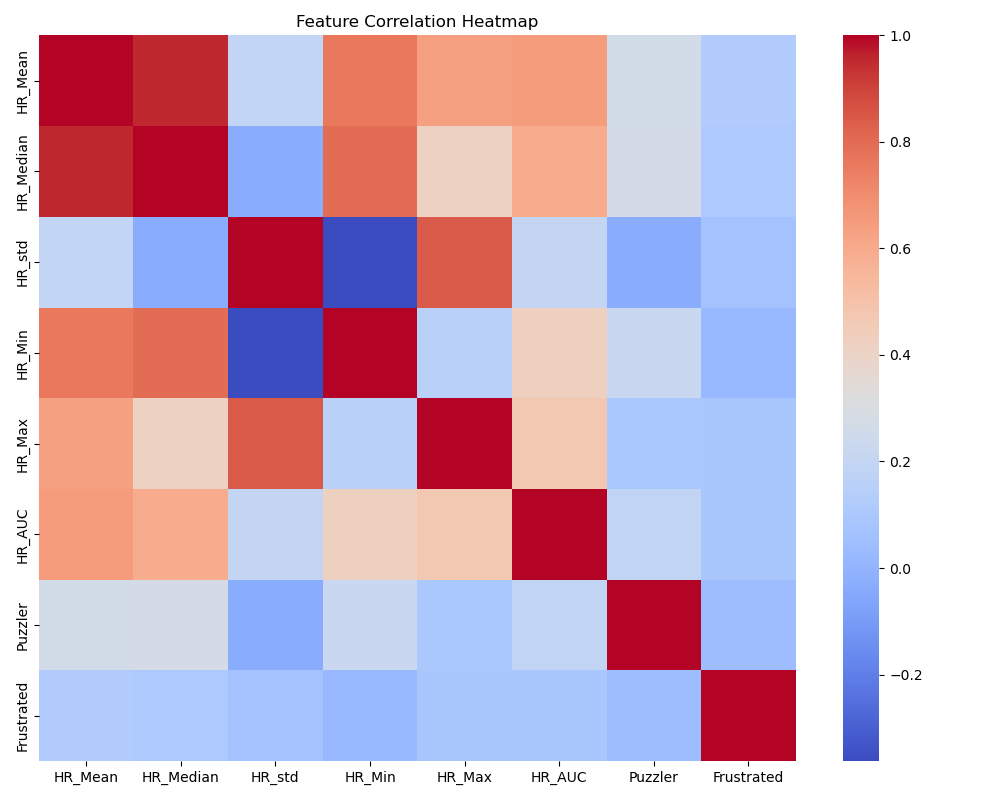 Feature Correlation Heatmap
HR_Mean
HR_Median
HR_std
HR_Min
HR_Max
HR_AUC
Puzzler
Frustrated
HR_Mean
HR_Median
HR_std
HR_Min
HR_Max
HR_AUC
Puzzler
Frustrated
1.0
0.8
0.6
0.4
0.2
0.0
−0.2